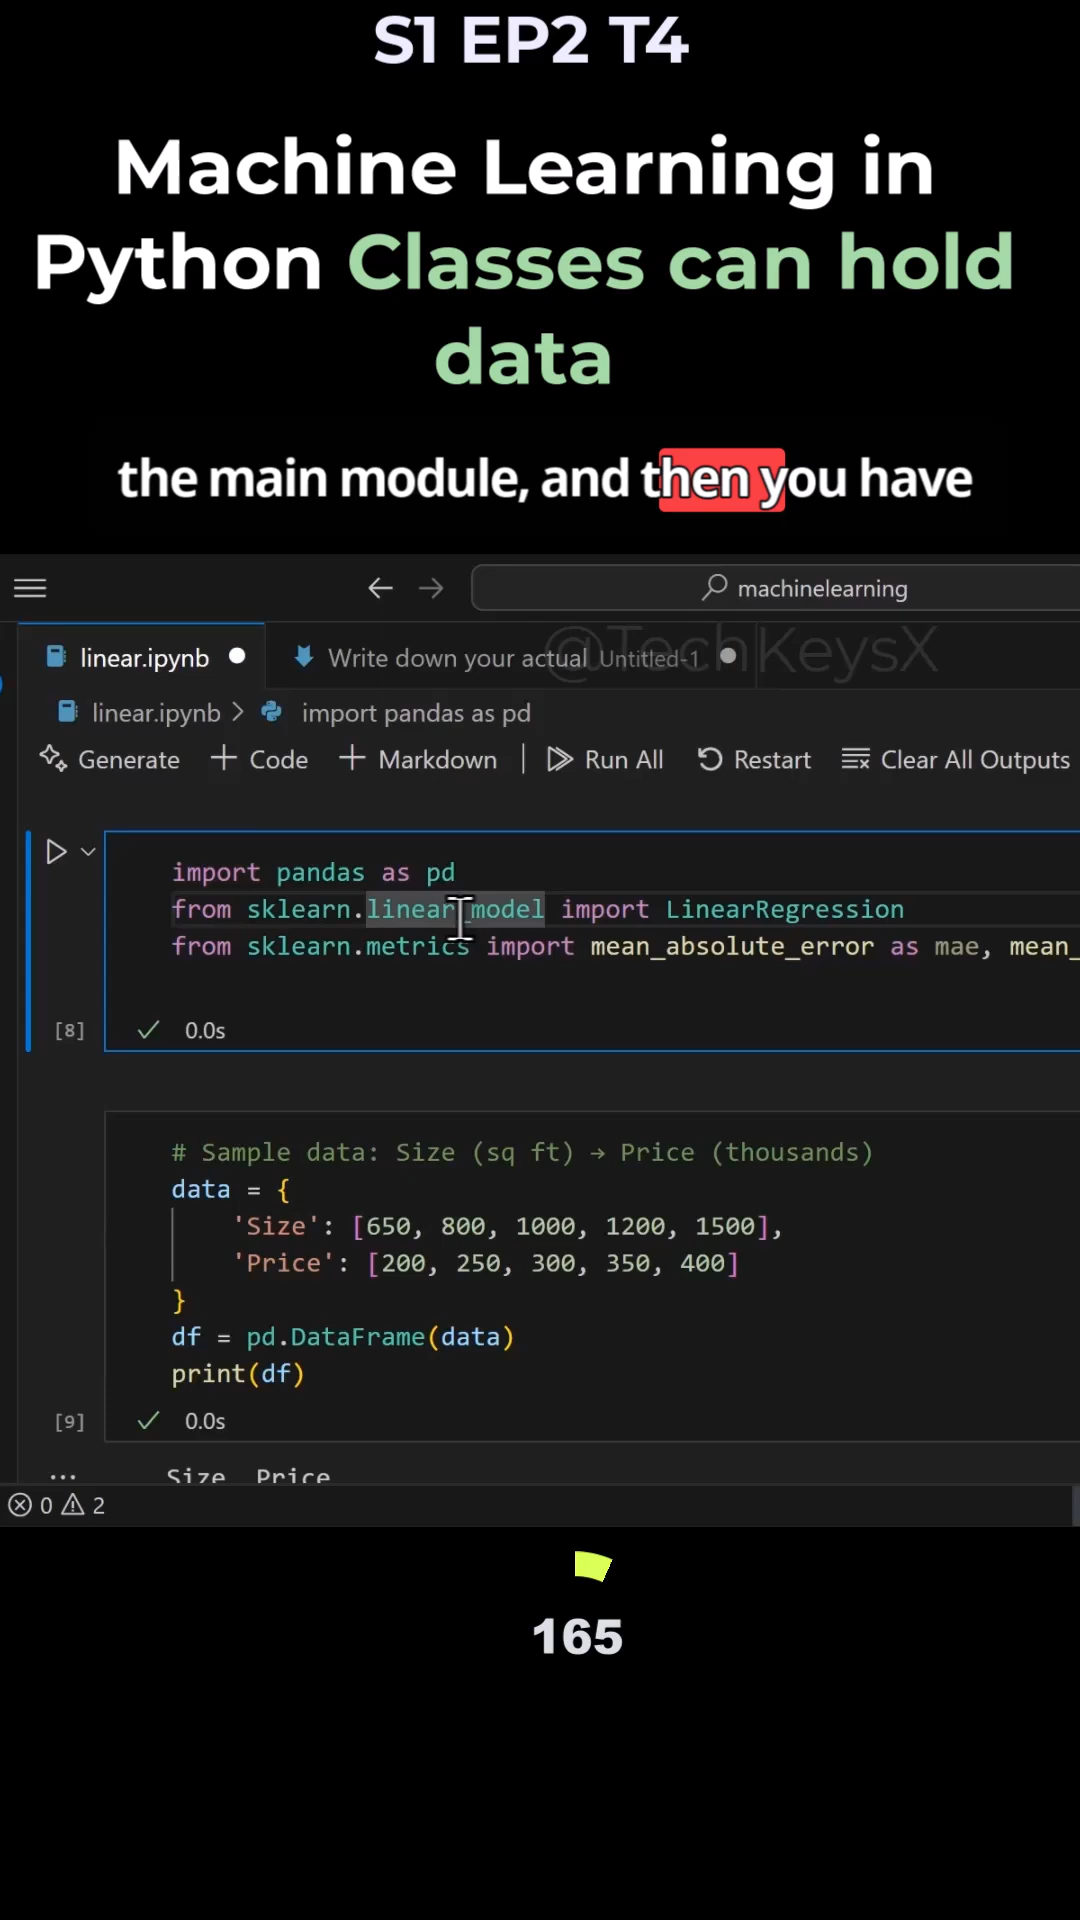 S1 EP2 T4
Machine Learning in
Python Classes can hold
data
the main module, and then you have
machinelearning
@TechKeysX
linear.ipynb
Write down your actual Untitled-1
linear.ipynb > import pandas as pd
Generate + Code + Markdown | Run All Restart Clear All Outputs
import pandas as pd
from sklearn.linear_model import LinearRegression
from sklearn.metrics import mean_absolute_error as mae, mean_
[8] ✓ 0.0s
# Sample data: Size (sq ft) → Price (thousands)
data = {
'Size': [650, 800, 1000, 1200, 1500],
'Price': [200, 250, 300, 350, 400]
}
df = pd.DataFrame(data)
print(df)
[9] ✓ 0.0s
... Size Price
0 2
165